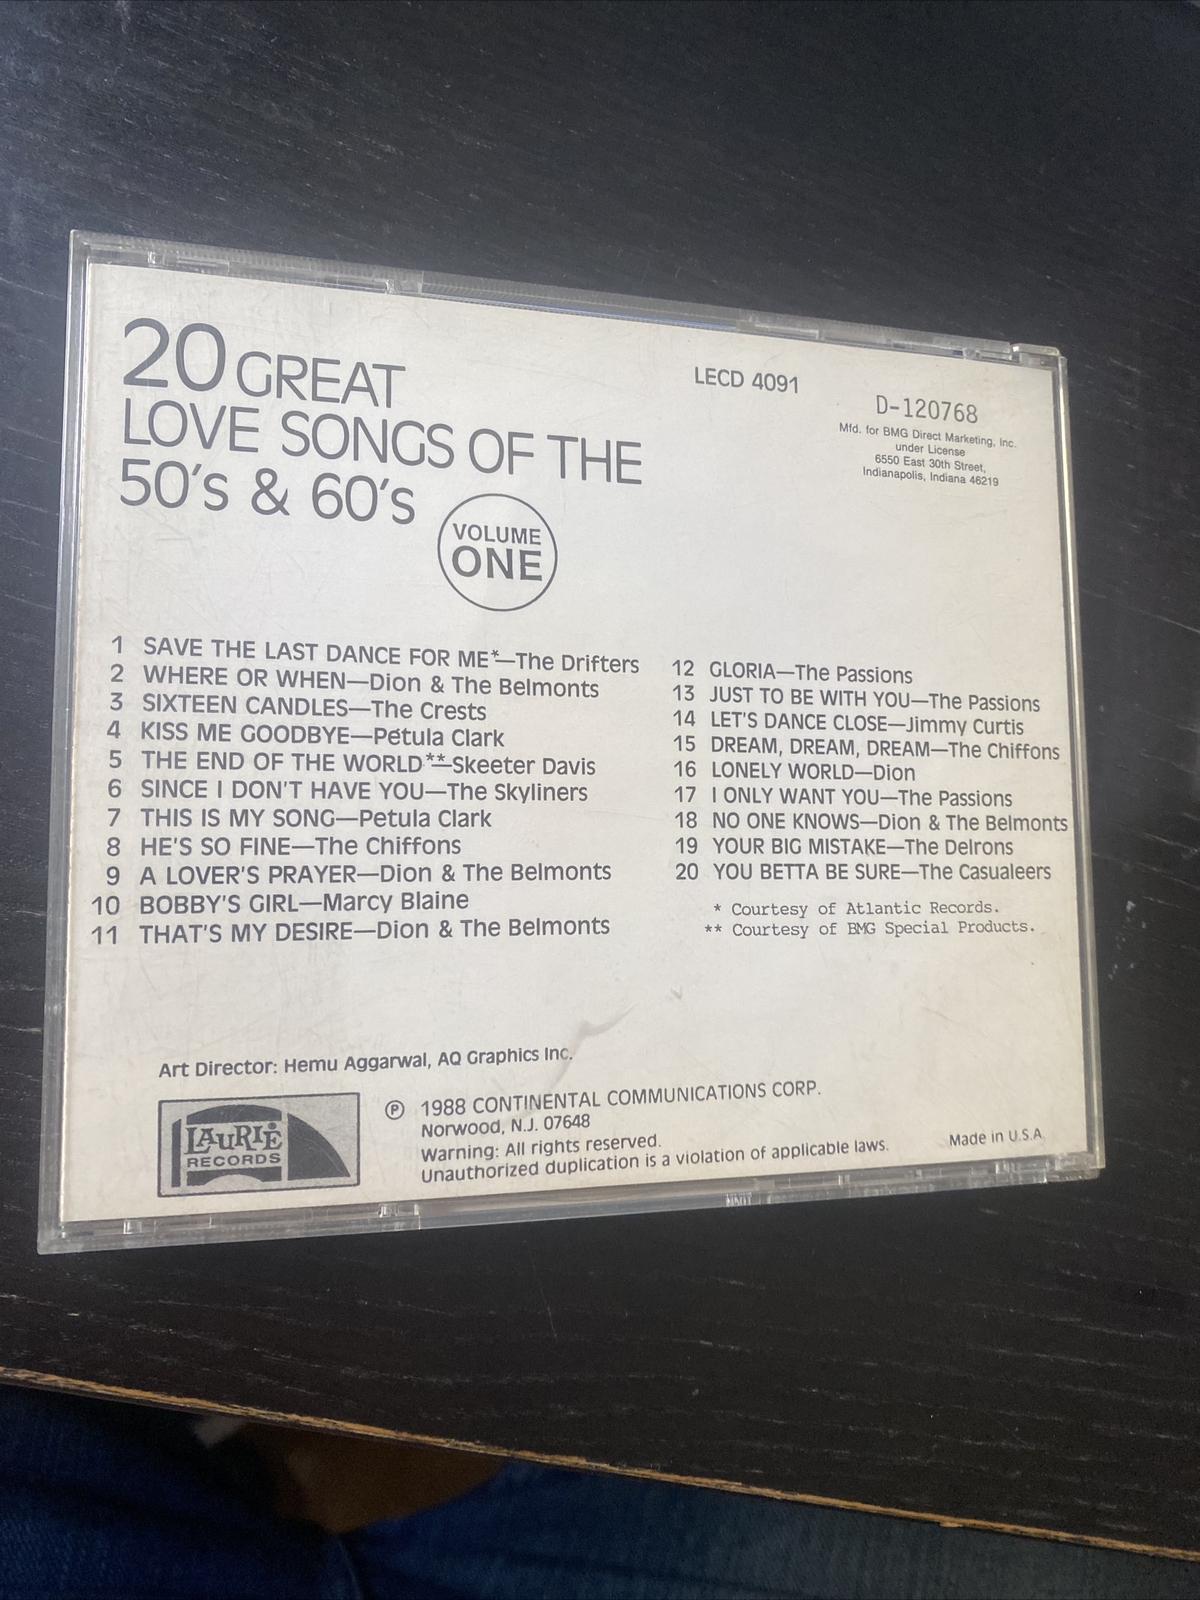 20 GREAT
LOVE SONGS OF THE
50's & 60's
VOLUME
ONE
LECD 4091
D-120768
Mfd. for BMG Direct Marketing, Inc.
under License
6550 East 30th Street,
Indianapolis, Indiana 46219
1 SAVE THE LAST DANCE FOR ME*—The Drifters
2 WHERE OR WHEN—Dion & The Belmonts
3 SIXTEEN CANDLES—The Crests
4 KISS ME GOODBYE—Petula Clark
5 THE END OF THE WORLD**—Skeeter Davis
6 SINCE I DON'T HAVE YOU—The Skyliners
7 THIS IS MY SONG—Petula Clark
8 HE'S SO FINE—The Chiffons
9 A LOVER'S PRAYER—Dion & The Belmonts
10 BOBBY'S GIRL—Marcy Blaine
11 THAT'S MY DESIRE—Dion & The Belmonts
12 GLORIA—The Passions
13 JUST TO BE WITH YOU—The Passions
14 LET'S DANCE CLOSE—Jimmy Curtis
15 DREAM, DREAM, DREAM—The Chiffons
16 LONELY WORLD—Dion
17 I ONLY WANT YOU—The Passions
18 NO ONE KNOWS—Dion & The Belmonts
19 YOUR BIG MISTAKE—The Delrons
20 YOU BETTA BE SURE—The Casualeers
* Courtesy of Atlantic Records.
** Courtesy of BMG Special Products.
Art Director: Hemu Aggarwal, AQ Graphics Inc.
LAURIE
RECORDS
Ⓟ 1988 CONTINENTAL COMMUNICATIONS CORP.
Norwood, N.J. 07648
Warning: All rights reserved.
Unauthorized duplication is a violation of applicable laws.
Made in U.S.A.